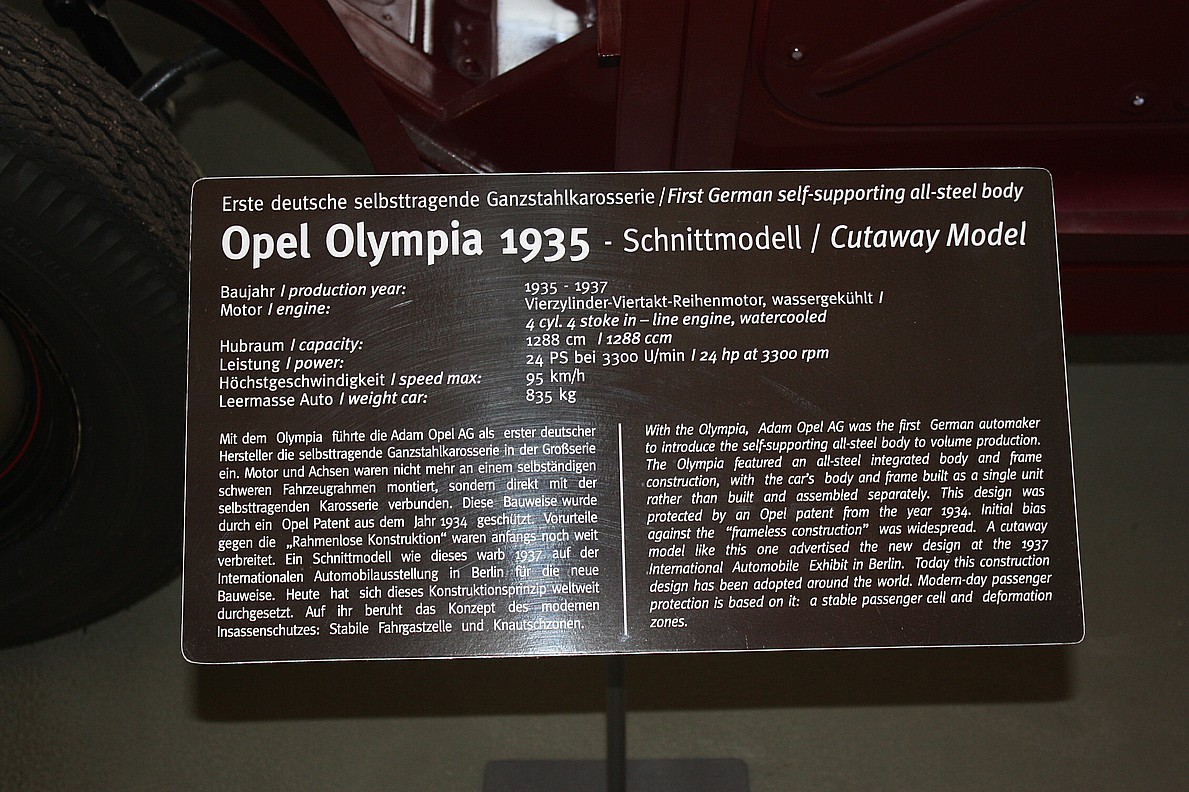 Erste deutsche selbsttragende Ganzstahlkarosserie / First German self-supporting all-steel body
Opel Olympia 1935 - Schnittmodell / Cutaway Model
Baujahr / production year: 1935 - 1937
Motor / engine: Vierzylinder-Viertakt-Reihenmotor, wassergekühlt /
4 cyl. 4 stoke in – line engine, watercooled
Hubraum / capacity: 1288 cm / 1288 ccm
Leistung / power: 24 PS bei 3300 U/min / 24 hp at 3300 rpm
Höchstgeschwindigkeit / speed max: 95 km/h
Leermasse Auto / weight car: 835 kg
Mit dem Olympia führte die Adam Opel AG als erster deutscher
Hersteller die selbsttragende Ganzstahlkarosserie in der Großserie
ein. Motor und Achsen waren nicht mehr an einem selbständigen
schweren Fahrzeugrahmen montiert, sondern direkt mit der
selbsttragenden Karosserie verbunden. Diese Bauweise wurde
durch ein Opel Patent aus dem Jahr 1934 geschützt. Vorurteile
gegen die „Rahmenlose Konstruktion“ waren anfangs noch weit
verbreitet. Ein Schnittmodell wie dieses warb 1937 auf der
Internationalen Automobilausstellung in Berlin für die neue
Bauweise. Heute hat sich dieses Konstruktionsprinzip weltweit
durchgesetzt. Auf ihr beruht das Konzept des modernen
Insassenschutzes: Stabile Fahrgastzelle und Knautschzonen.
With the Olympia, Adam Opel AG was the first German automaker
to introduce the self-supporting all-steel body to volume production.
The Olympia featured an all-steel integrated body and frame
construction, with the car's body and frame built as a single unit
rather than built and assembled separately. This design was
protected by an Opel patent from the year 1934. Initial bias
against the "frameless construction" was widespread. A cutaway
model like this one advertised the new design at the 1937
International Automobile Exhibit in Berlin. Today this construction
design has been adopted around the world. Modern-day passenger
protection is based on it: a stable passenger cell and deformation
zones.